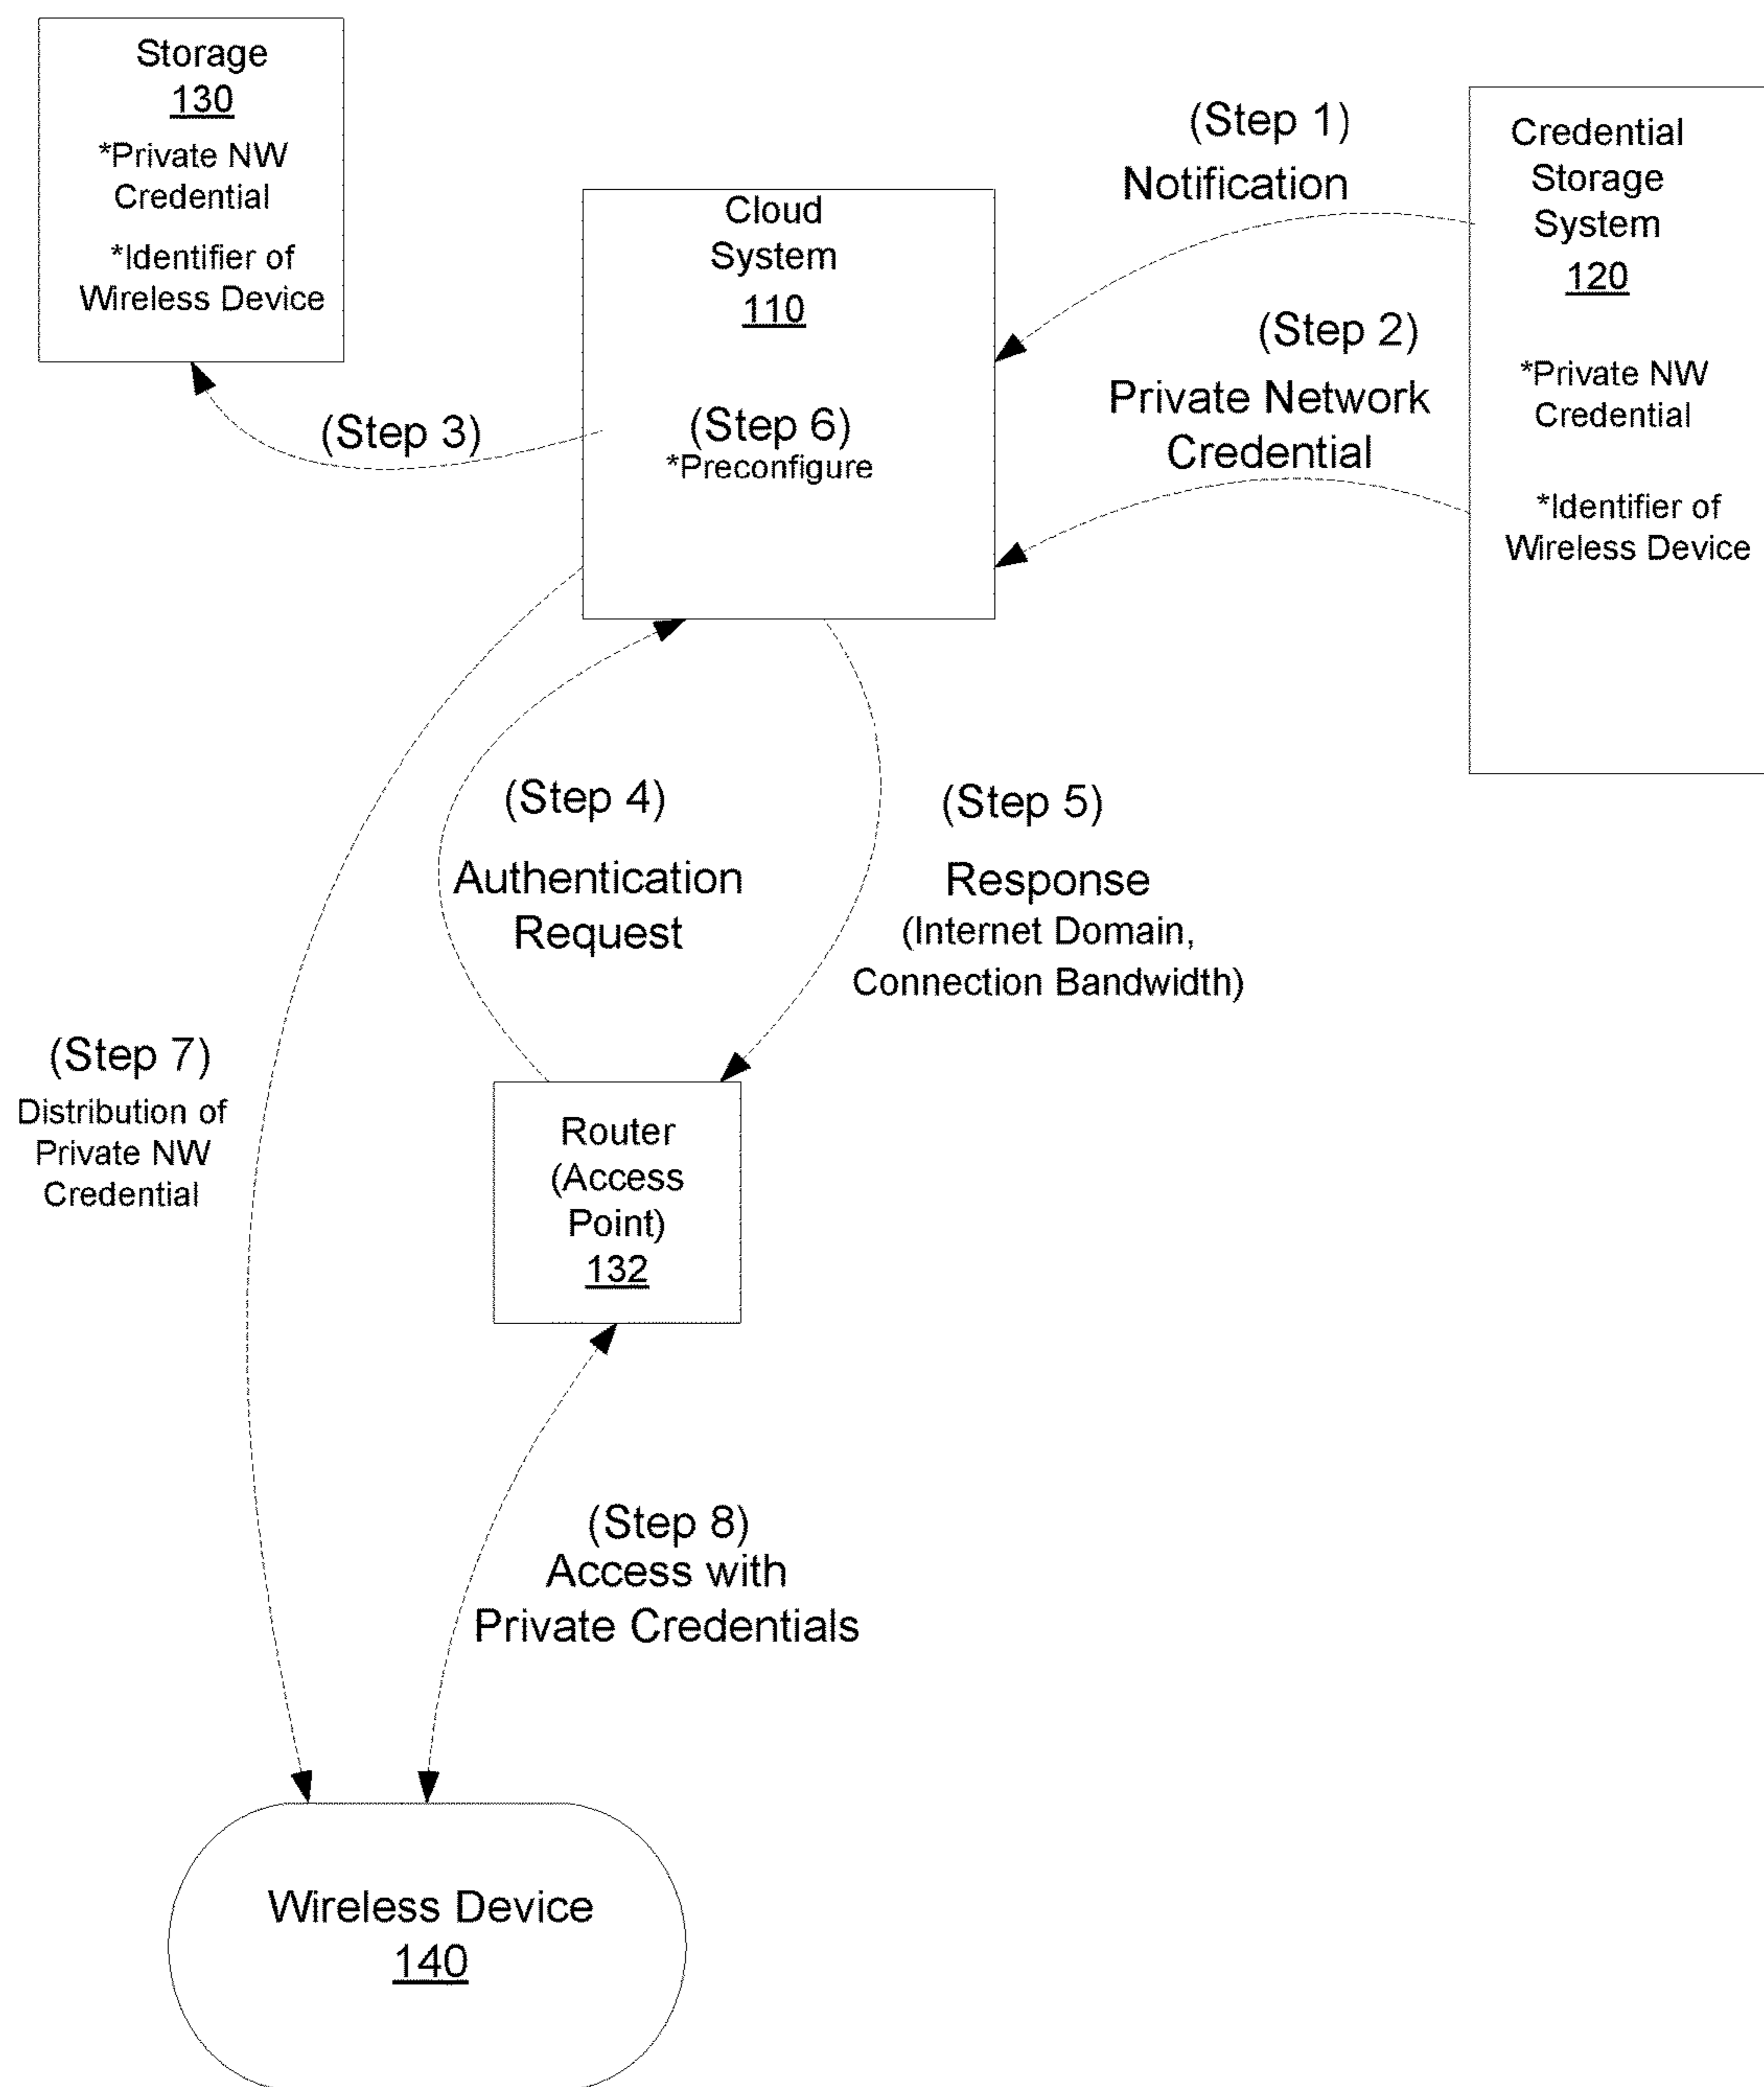 Storage
130
*Private NW
Credential
*Identifier of
Wireless Device
Cloud
System
110
(Step 6)
*Preconfigure
(Step 1)
Notification
(Step 2)
Private Network
Credential
Credential
Storage
System
120
*Private NW
Credential
*Identifier of
Wireless Device
(Step 3)
(Step 4)
Authentication
Request
(Step 5)
Response
(Internet Domain,
Connection Bandwidth)
(Step 7)
Distribution of
Private NW
Credential
Router
(Access
Point)
132
(Step 8)
Access with
Private Credentials
Wireless Device
140